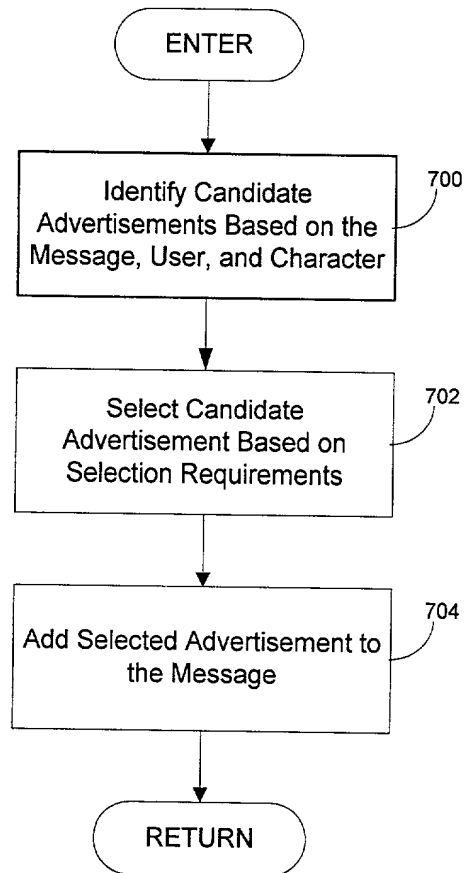 ENTER
Identify Candidate
Advertisements Based on the
Message, User, and Character
700
Select Candidate
Advertisement Based on
Selection Requirements
702
Add Selected Advertisement to
the Message
704
RETURN